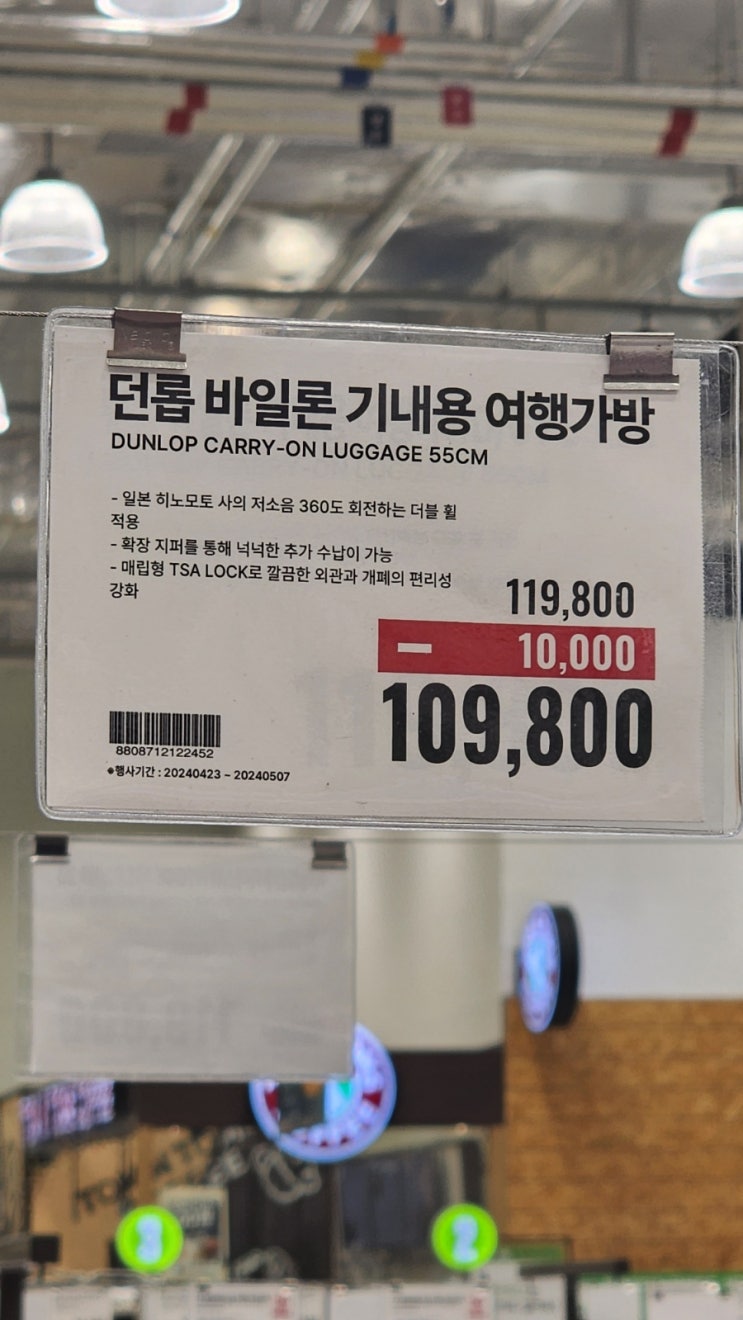 던롭 바일론 기내용 여행가방
DUNLOP CARRY-ON LUGGAGE 55CM
- 일본 히노모토 사의 저소음 360도 회전하는 더블 휠
적용
- 확장 지퍼를 통해 넉넉한 추가 수납이 가능
- 매립형 TSA LOCK로 깔끔한 외관과 개폐의 편리성
강화
119,800
- 10,000
109,800
8808712122452
※행사기간 : 20240423 ~ 20240507
3
2